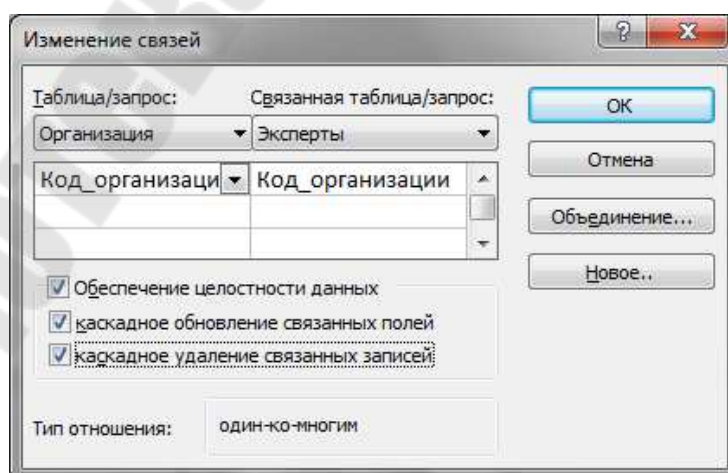 Изменение связей
Таблица/запрос: Связанная таблица/запрос:
Организация Эксперты
Код_организаци Код_организации
ОК
Отмена
Объединение...
Новое..
Обеспечение целостности данных
каскадное обновление связанных полей
каскадное удаление связанных записей
Тип отношения: один-ко-многим